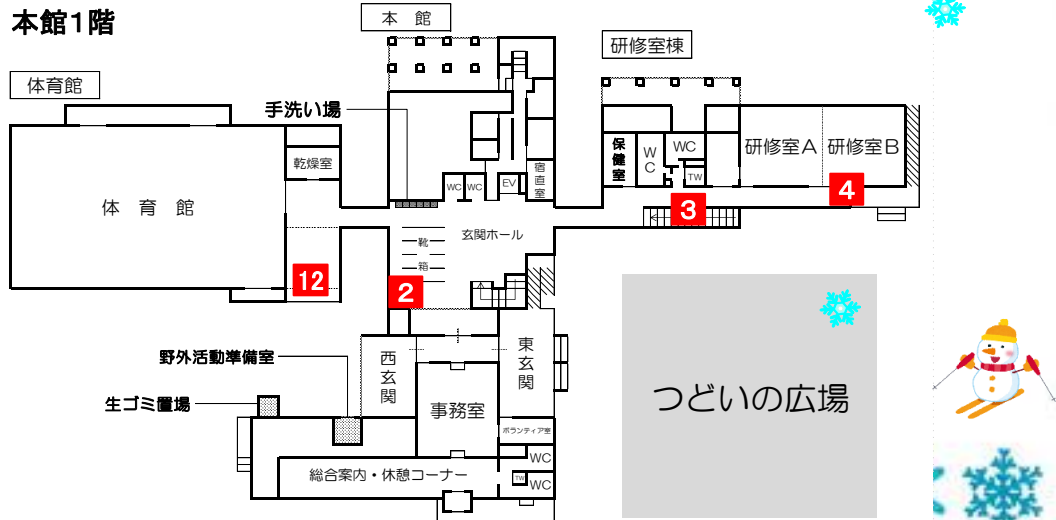 本館1階
本 館
研修室棟
体育館
手洗い場
乾燥室
体 育 館
WC
WC
EV
宿直室
保健室
WC
WC
TW
研修室A
研修室B
4
3
玄関ホール
靴箱
12
2
野外活動準備室
西玄関
東玄関
つどいの広場
生ゴミ置場
事務室
ボランティア室
WC
総合案内・休憩コーナー
TW
WC